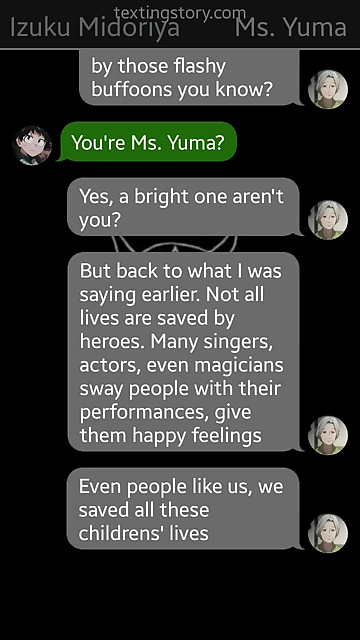 textingstory.com
Izuku Midoriya Ms. Yuma
by those flashy
buffoons you know?
You're Ms. Yuma?
Yes, a bright one aren't
you?
But back to what I was
saying earlier. Not all
lives are saved by
heroes. Many singers,
actors, even magicians
sway people with their
performances, give
them happy feelings
Even people like us, we
saved all these
childrens' lives